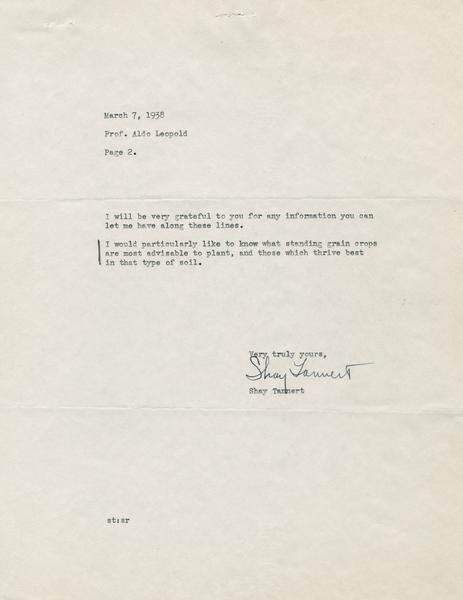 March 7, 1938
Prof. Aldo Leopold
Page 2.
I will be very grateful to you for any information you can
let me have along these lines.
I would particularly like to know what standing grain crops
are most advisable to plant, and those which thrive best
in that type of soil.
Very truly yours,
Shay Tannert
Shay Tannert
st:sr